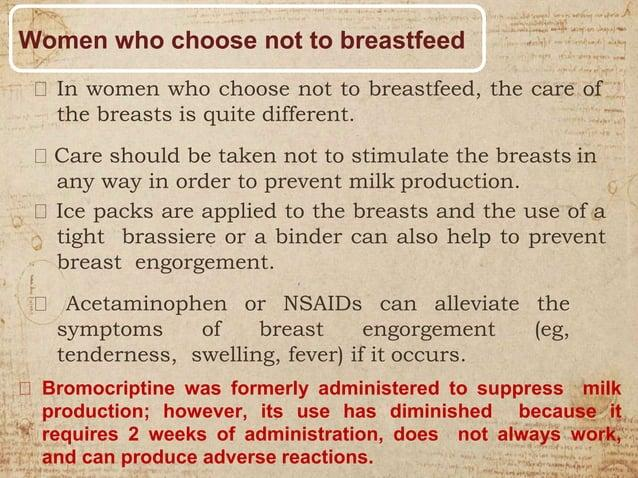 Women who choose not to breastfeed
In women who choose not to breastfeed, the care of
the breasts is quite different.
Care should be taken not to stimulate the breasts in
any way in order to prevent milk production.
Ice packs are applied to the breasts and the use of a
tight brassiere or a binder can also help to prevent
breast engorgement.
Acetaminophen or NSAIDs can alleviate the
symptoms of breast engorgement (eg,
tenderness, swelling, fever) if it occurs.
Bromocriptine was formerly administered to suppress milk
production; however, its use has diminished because it
requires 2 weeks of administration, does not always work,
and can produce adverse reactions.